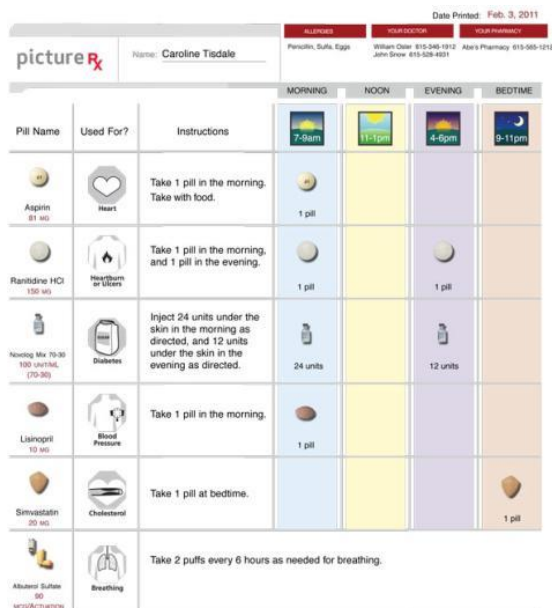 Date Printed: Feb. 3, 2011
picture Rx
Name: Caroline Tisdale
ALLERGIES
Penicillin, Sulfa, Eggs
YOUR DOCTOR
William Osler 615-346-1912
John Snow 615-528-4931
YOUR PHARMACY
Abe's Pharmacy 615-565-1212
MORNING NOON EVENING BEDTIME
Pill Name Used For? Instructions 7-9am 11-1pm 4-6pm 9-11pm
Aspirin
81 MG
Heart
Take 1 pill in the morning.
Take with food.
1 pill
Ranitidine HCl
150 MG
Heartburn
or Ulcers
Take 1 pill in the morning,
and 1 pill in the evening.
1 pill
1 pill
Novolog Mix 70-30
100 UNIT/ML
(70-30)
Diabetes
Inject 24 units under the
skin in the morning as
directed, and 12 units
under the skin in the
evening as directed.
24 units
12 units
Lisinopril
10 MG
Blood
Pressure
Take 1 pill in the morning.
1 pill
Simvastatin
20 MG
Cholesterol
Take 1 pill at bedtime.
1 pill
Albuterol Sulfate
90
MCG/ACTUATION
Breathing
Take 2 puffs every 6 hours as needed for breathing.